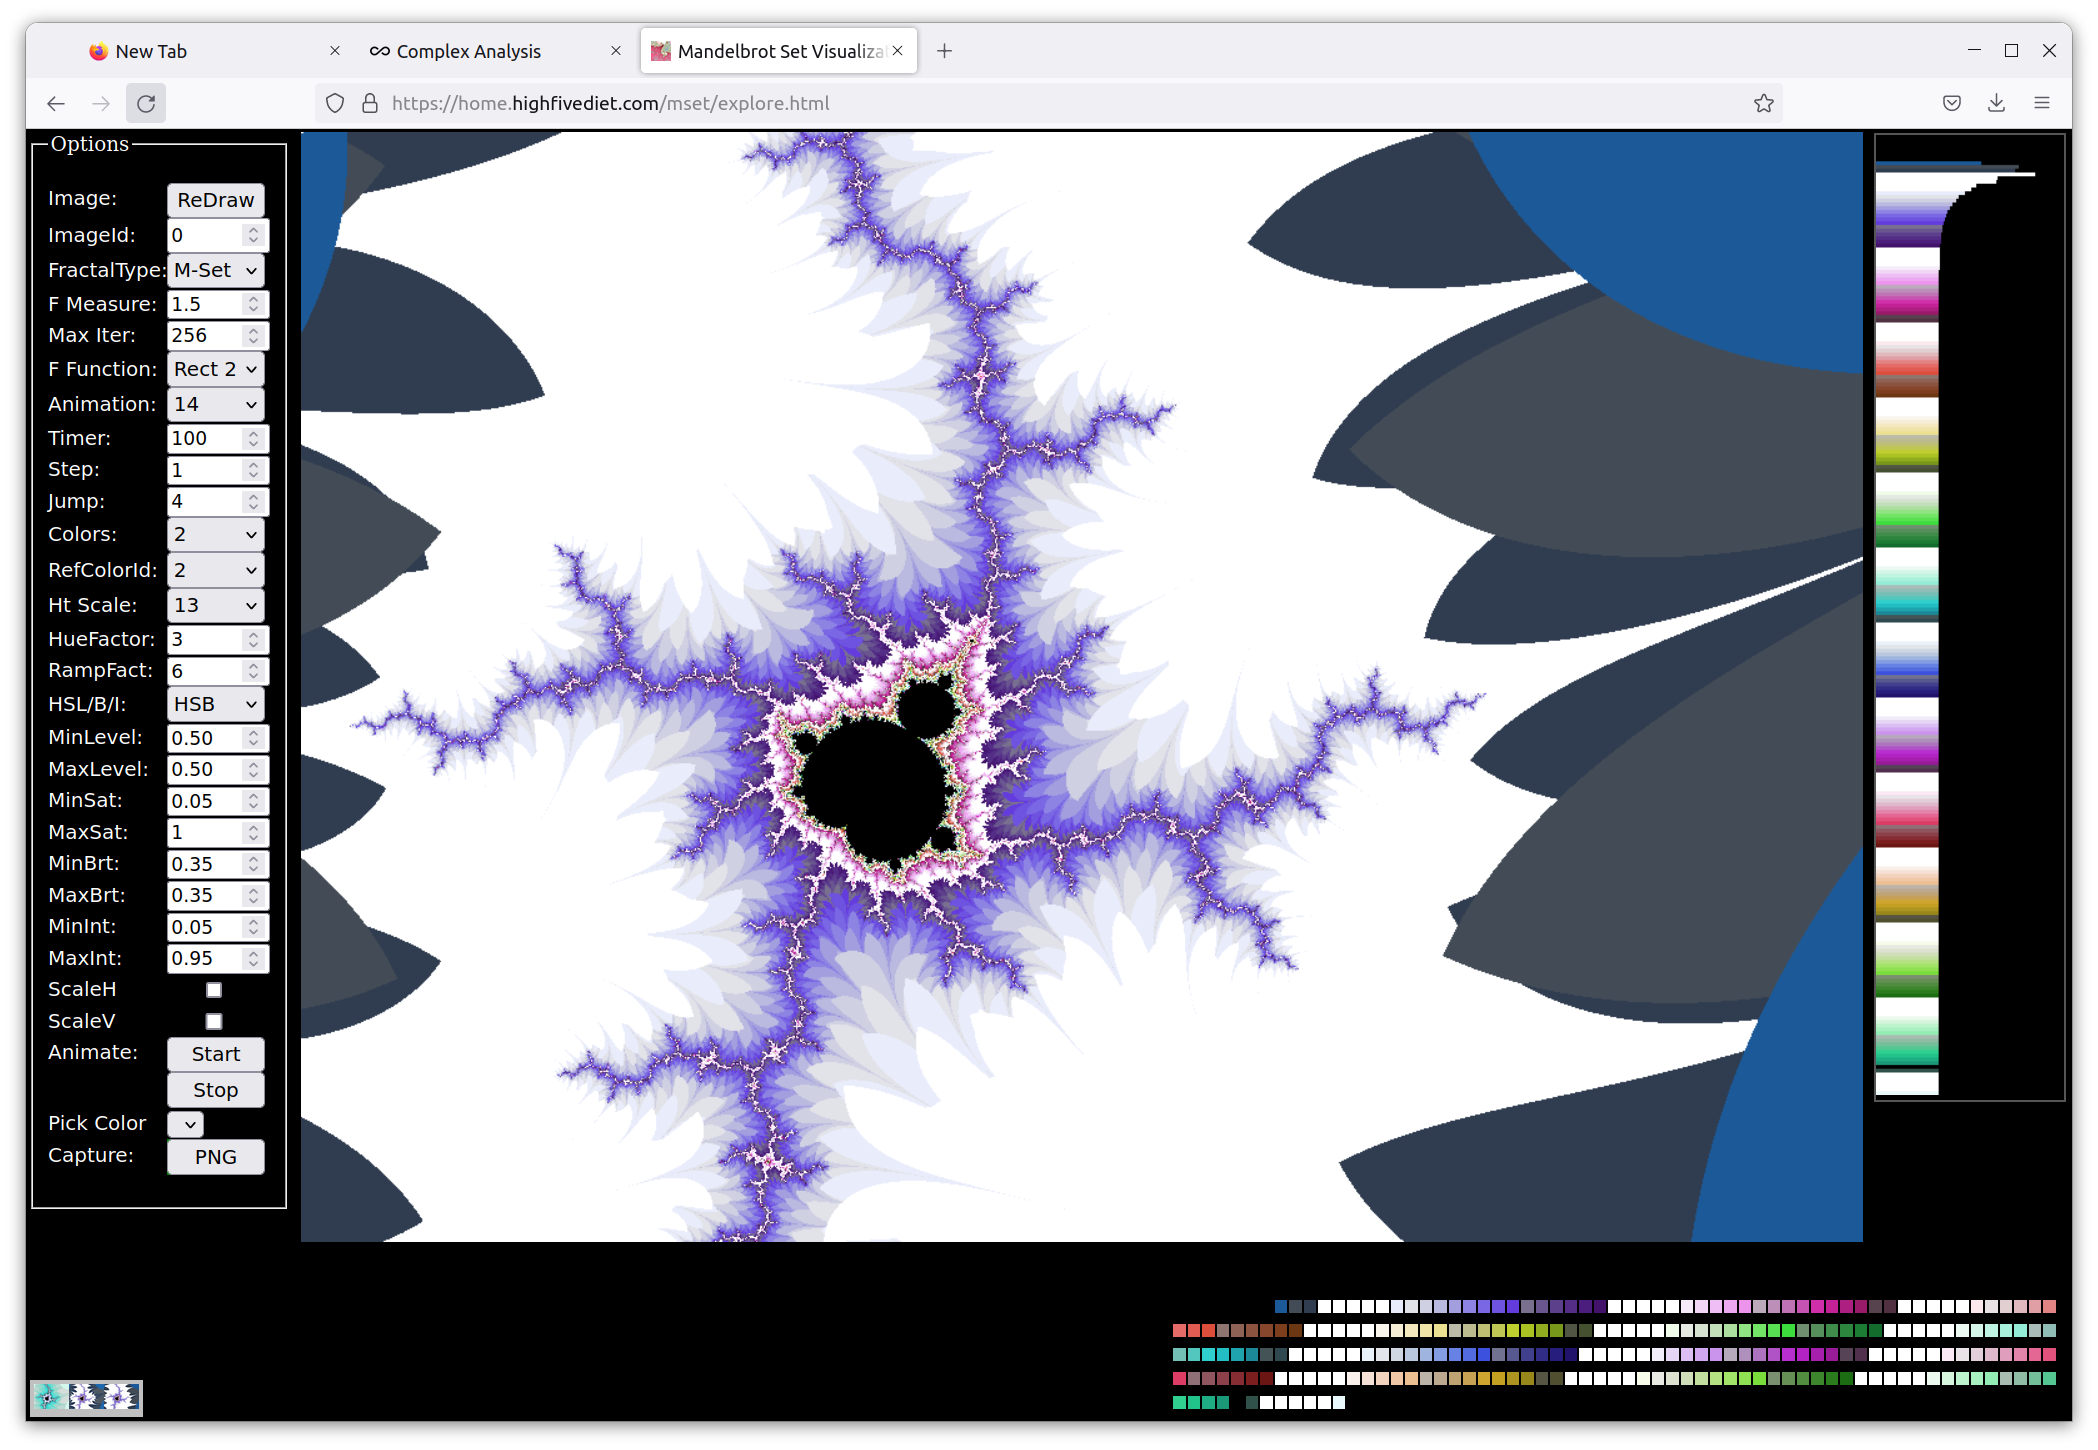 New Tab
Complex Analysis
Mandelbrot Set Visualiza
https://home.highfivediet.com/mset/explore.html
Options
Image: ReDraw
ImageId: 0
FractalType: M-Set
F Measure: 1.5
Max Iter: 256
F Function: Rect 2
Animation: 14
Timer: 100
Step: 1
Jump: 4
Colors: 2
RefColorId: 2
Ht Scale: 13
HueFactor: 3
RampFact: 6
HSL/B/I: HSB
MinLevel: 0.50
MaxLevel: 0.50
MinSat: 0.05
MaxSat: 1
MinBrt: 0.35
MaxBrt: 0.35
MinInt: 0.05
MaxInt: 0.95
ScaleH
ScaleV
Animate: Start
Stop
Pick Color
Capture: PNG